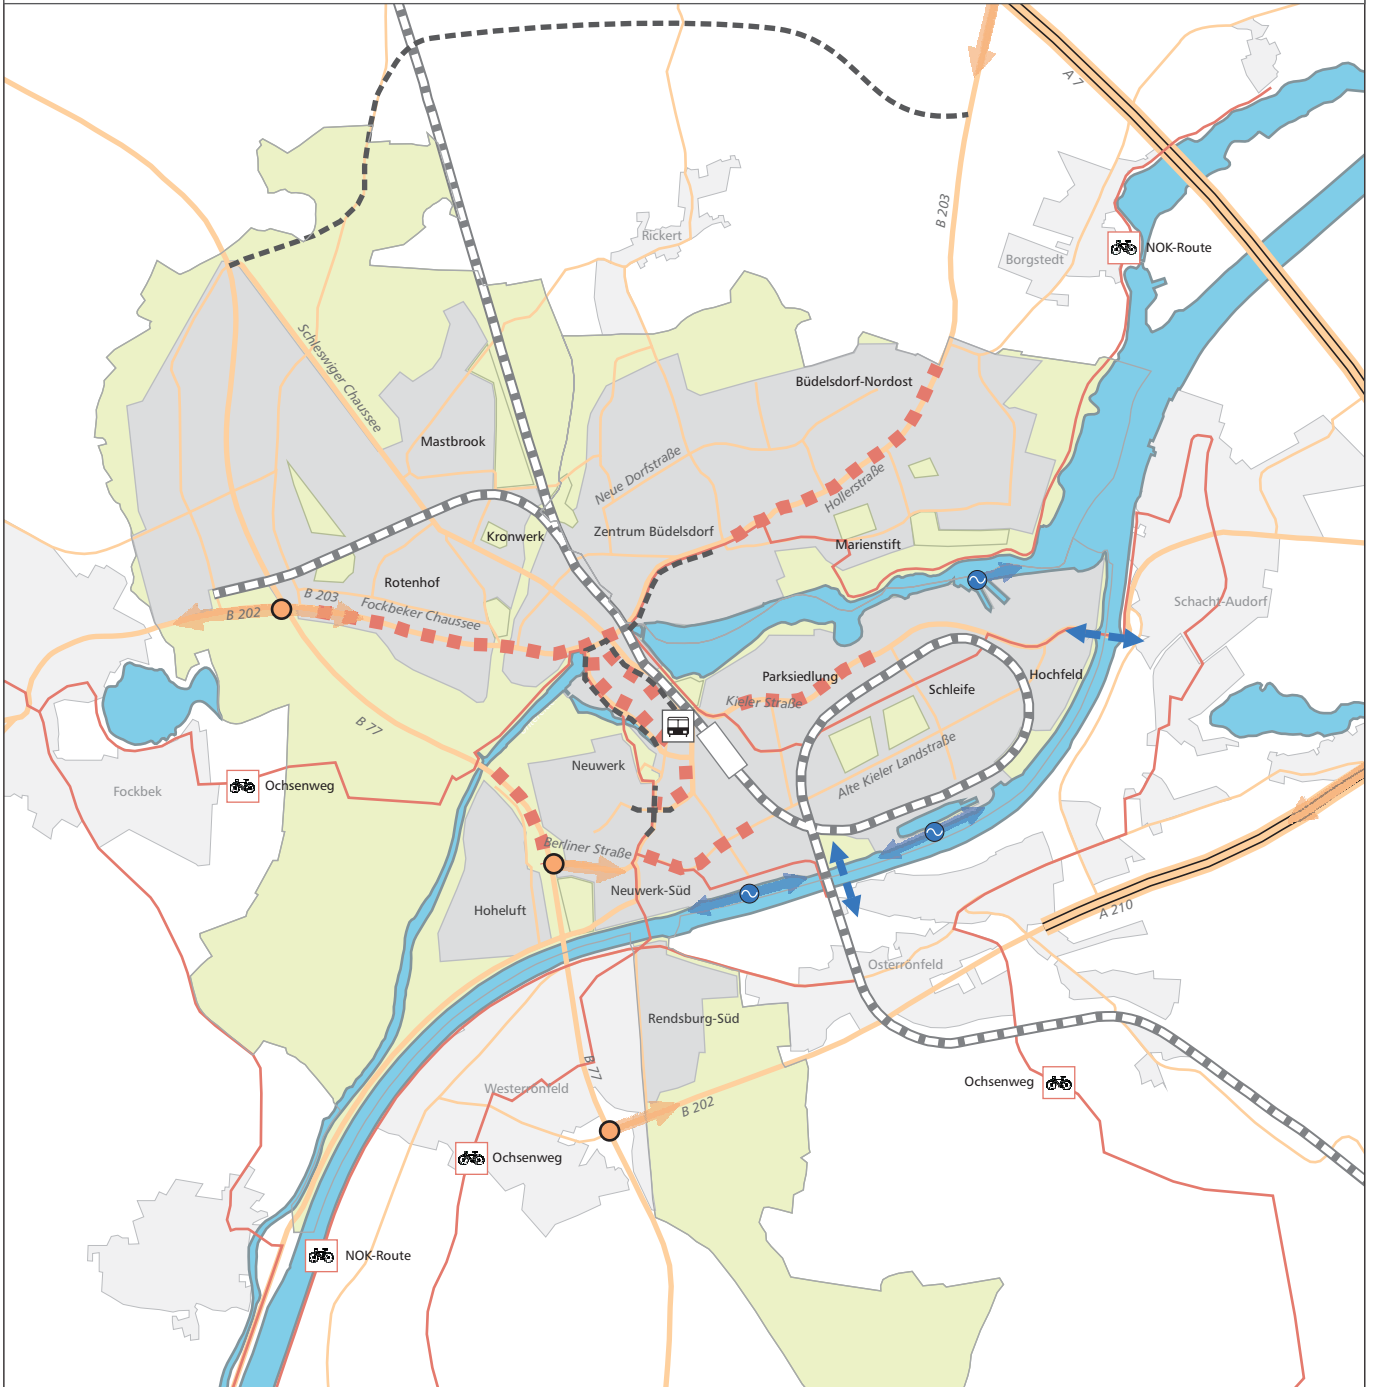 A 7
B 203
Rickert
NOK-Route
Borgstedt
Schleswiger Chaussee
Büdelsdorf-Nordost
Mastbrook
Neue Dorfstraße
Hollerstraße
Zentrum Büdelsdorf
Kronwerk
Marienstift
Rotenhof
B 203
Fockbeker Chaussee
B 202
Schacht-Audorf
Parksiedlung
Hochfeld
Schleife
Kieler Straße
B 77
Neuwerk
Alte Kieler Landstraße
Ochsenweg
Fockbek
Berliner Straße
Neuwerk-Süd
Hoheluft
A 210
Osterrönfeld
Rendsburg-Süd
B 77
Ochsenweg
Westerrönfeld
B 202
Ochsenweg
NOK-Route